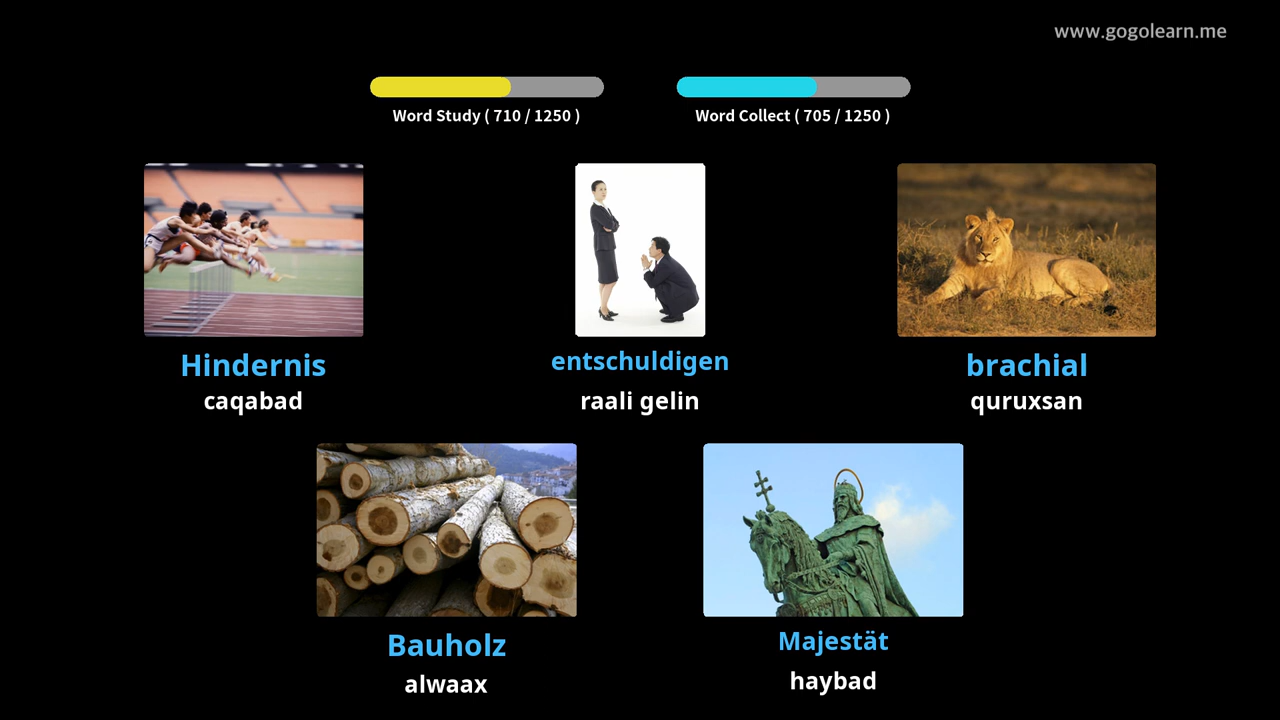 www.gogolearn.me
Word Study ( 710 / 1250 )
Word Collect ( 705 / 1250 )
Hindernis
caqabad
entschuldigen
raali gelin
brachial
quruxsan
Bauholz
alwaax
Majestät
haybad